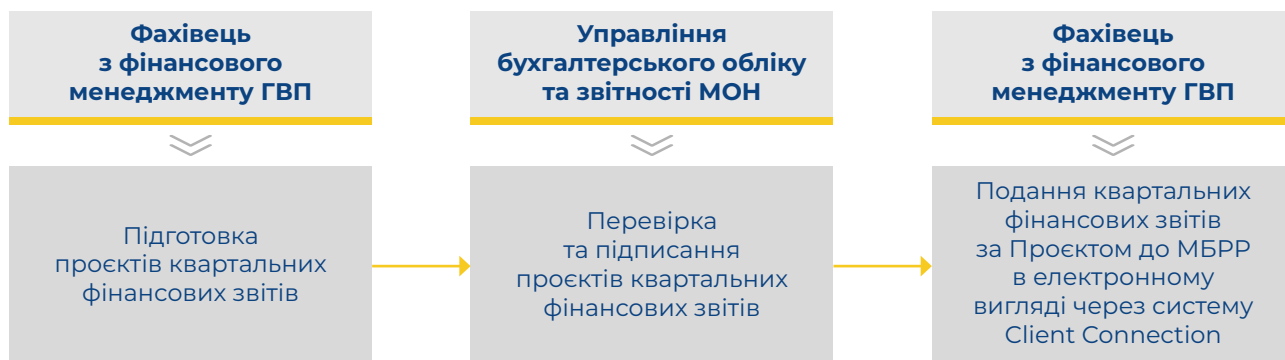 Фахівець
з фінансового
менеджменту ГВП
Управління
бухгалтерського обліку
та звітності МОН
Фахівець
з фінансового
менеджменту ГВП
Підготовка
проєктів квартальних
фінансових звітів
Перевірка
та підписання
проєктів квартальних
фінансових звітів
Подання квартальних
фінансових звітів
за Проєктом до МБРР
в електронному
вигляді через систему
Client Connection